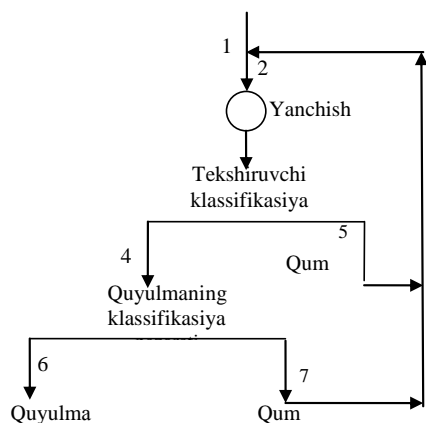 1
2
Yanchish
Tekshiruvchi
klassifikasiya
5
4
Qum
Quyulmaning
klassifikasiya
6
7
Quyulma
Qum